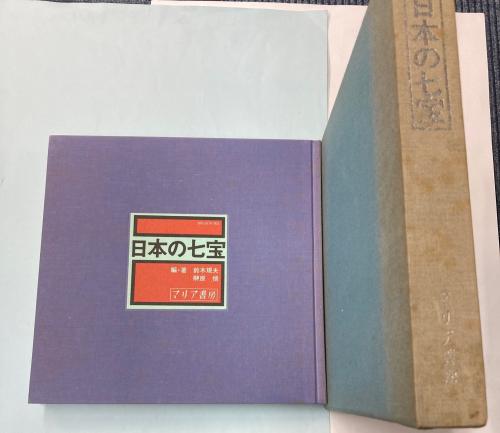 日本の七宝
編・著 鈴木規夫
榊原 悟
マリア書房
日本の七宝
マリア書房